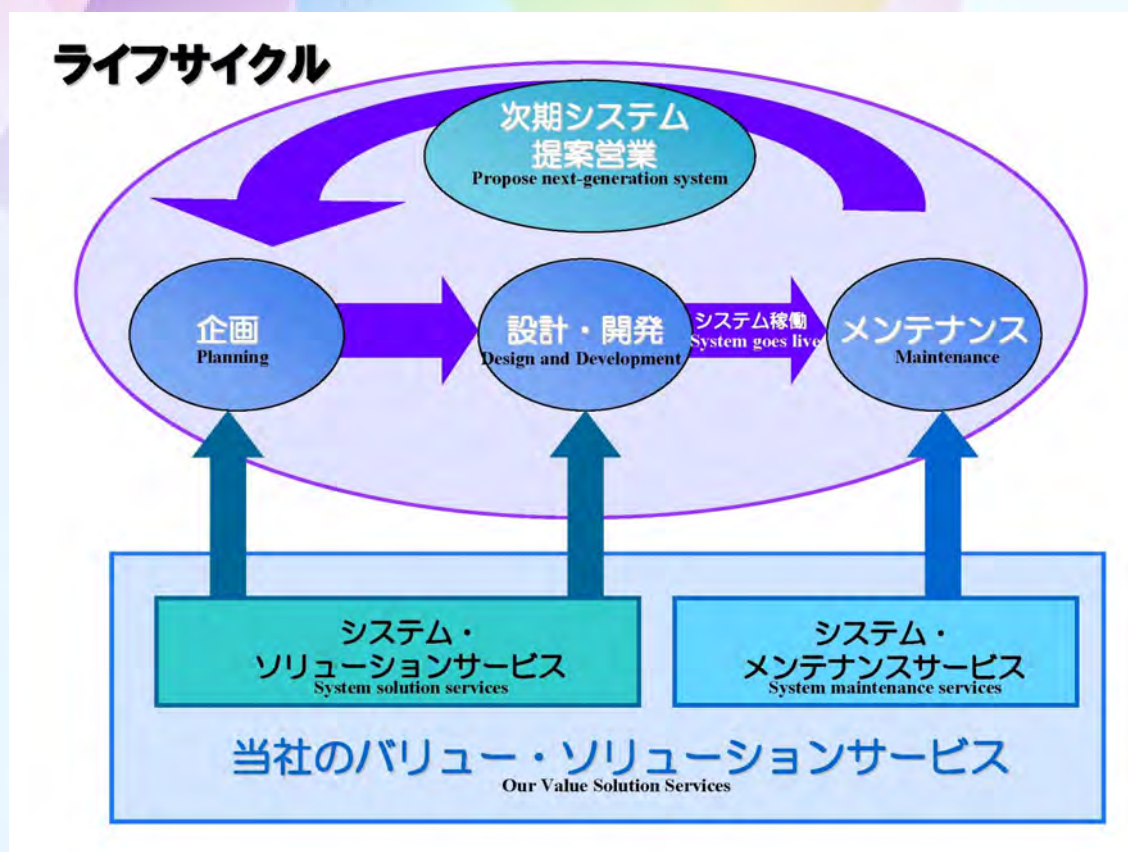 ライフサイクル
次期システム
提案営業
Propose next-generation system
企画
Planning
設計・開発
Design and Development
システム稼働
System goes live
メンテナンス
Maintenance
システム・
ソリューションサービス
System solution services
システム・
メンテナンスサービス
System maintenance services
当社のバリュー・ソリューションサービス
Our Value Solution Services